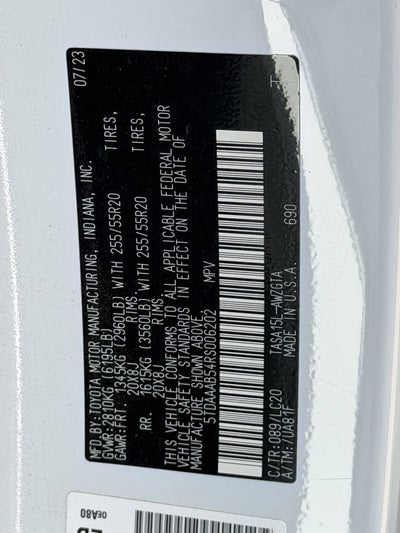 07/23
MFD.BY:TOYOTA MOTOR MANUFACTURING, INDIANA, INC.
GVWR:2810KG(6195LB)
GAWR:FRT. 1345KG(2960LB)WITH 255/55R20 TIRES,
20X8J RIMS,
RR. 1615KG(3560LB)WITH 255/55R20 TIRES,
20X8J RIMS.
THIS VEHICLE CONFORMS TO ALL APPLICABLE FEDERAL MOTOR
VEHICLE SAFETY STANDARDS IN EFFECT ON THE DATE OF
MANUFACTURE SHOWN ABOVE.
5TDAAAB54RS006202 MPV
C/TR:089/LC20 TASA15L-AWZGTA 690
A/TM:/UA81F MADE IN U.S.A.
0EA80